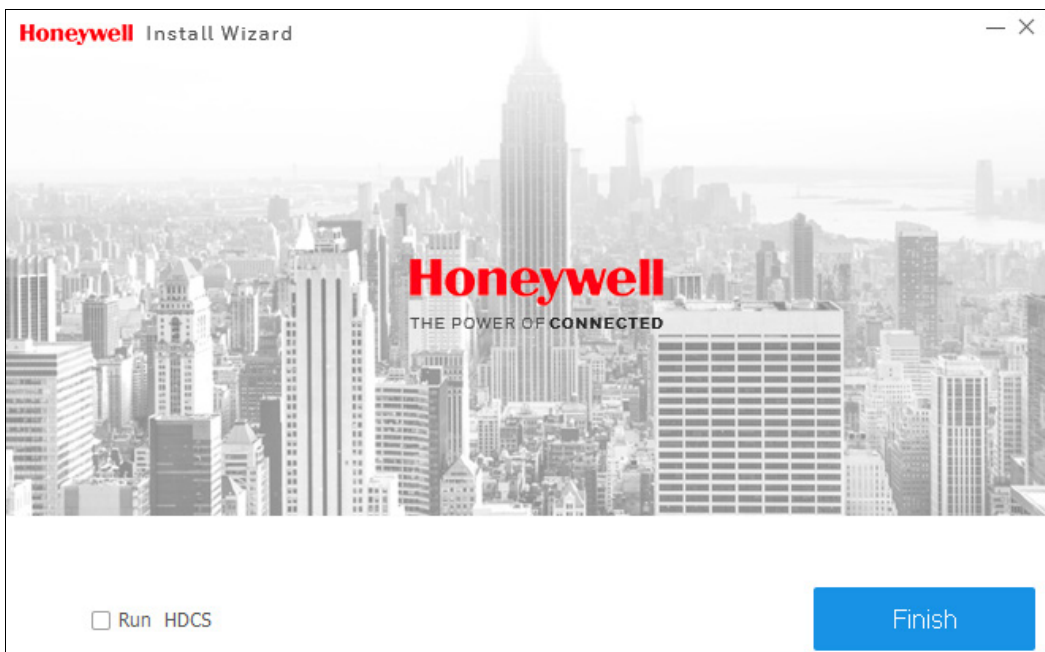 Honeywell Install Wizard
Honeywell
THE POWER OF CONNECTED
Run HDCS
Finish